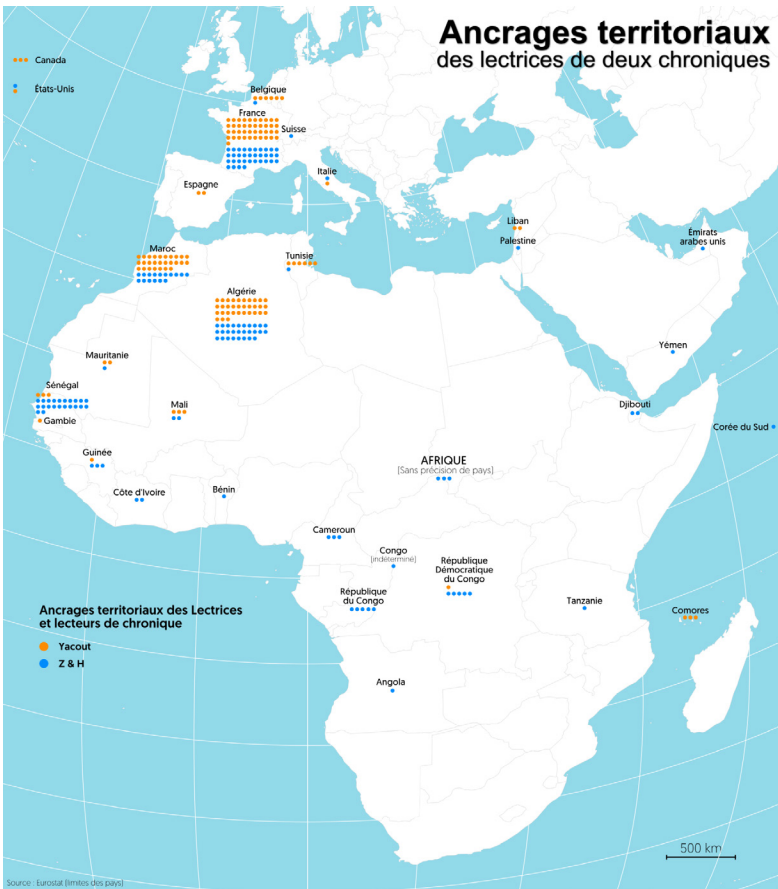 Ancrages territoriaux
des lectrices de deux chroniques
Canada
États-Unis
Belgique
France
Suisse
Italie
Espagne
Liban
Palestine
Émirats
arabes unis
Maroc
Tunisie
Algérie
Yémen
Mauritanie
Sénégal
Mali
Gambie
Djibouti
Corée du Sud
Guinée
AFRIQUE
[Sans précision de pays]
Côte d'Ivoire
Bénin
Cameroun
Congo
[indéterminé]
République
Démocratique
du Congo
République
du Congo
Tanzanie
Comores
Ancrages territoriaux des Lectrices
et lecteurs de chronique
Yacout
Z & H
Angola
500 km
Source : Eurostat [limites des pays]